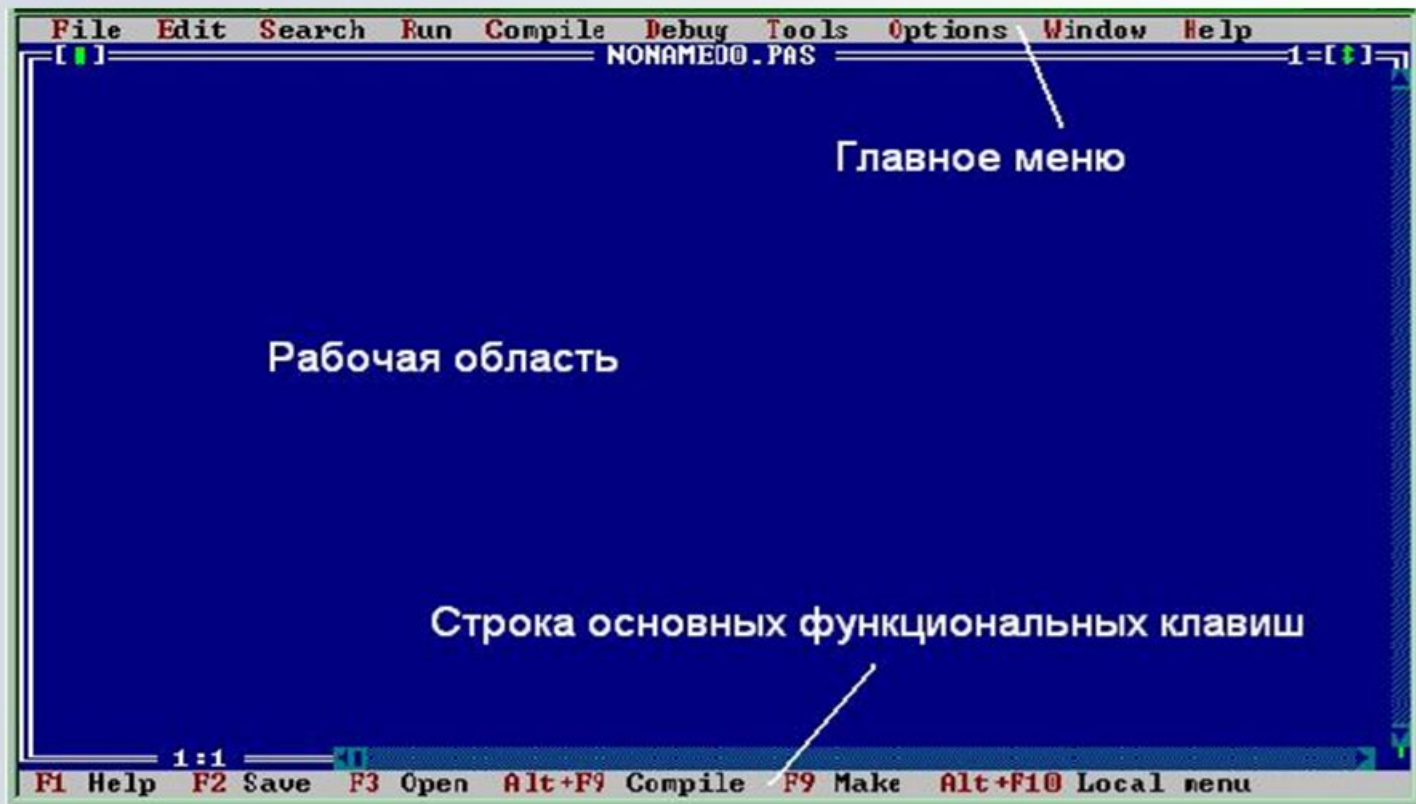 File Edit Search Run Compile Debug Tools Options Window Help
[ ] NONAME00.PAS 1=[↕]
Главное меню
Рабочая область
Строка основных функциональных клавиш
1:1
F1 Help F2 Save F3 Open Alt+F9 Compile F9 Make Alt+F10 Local menu